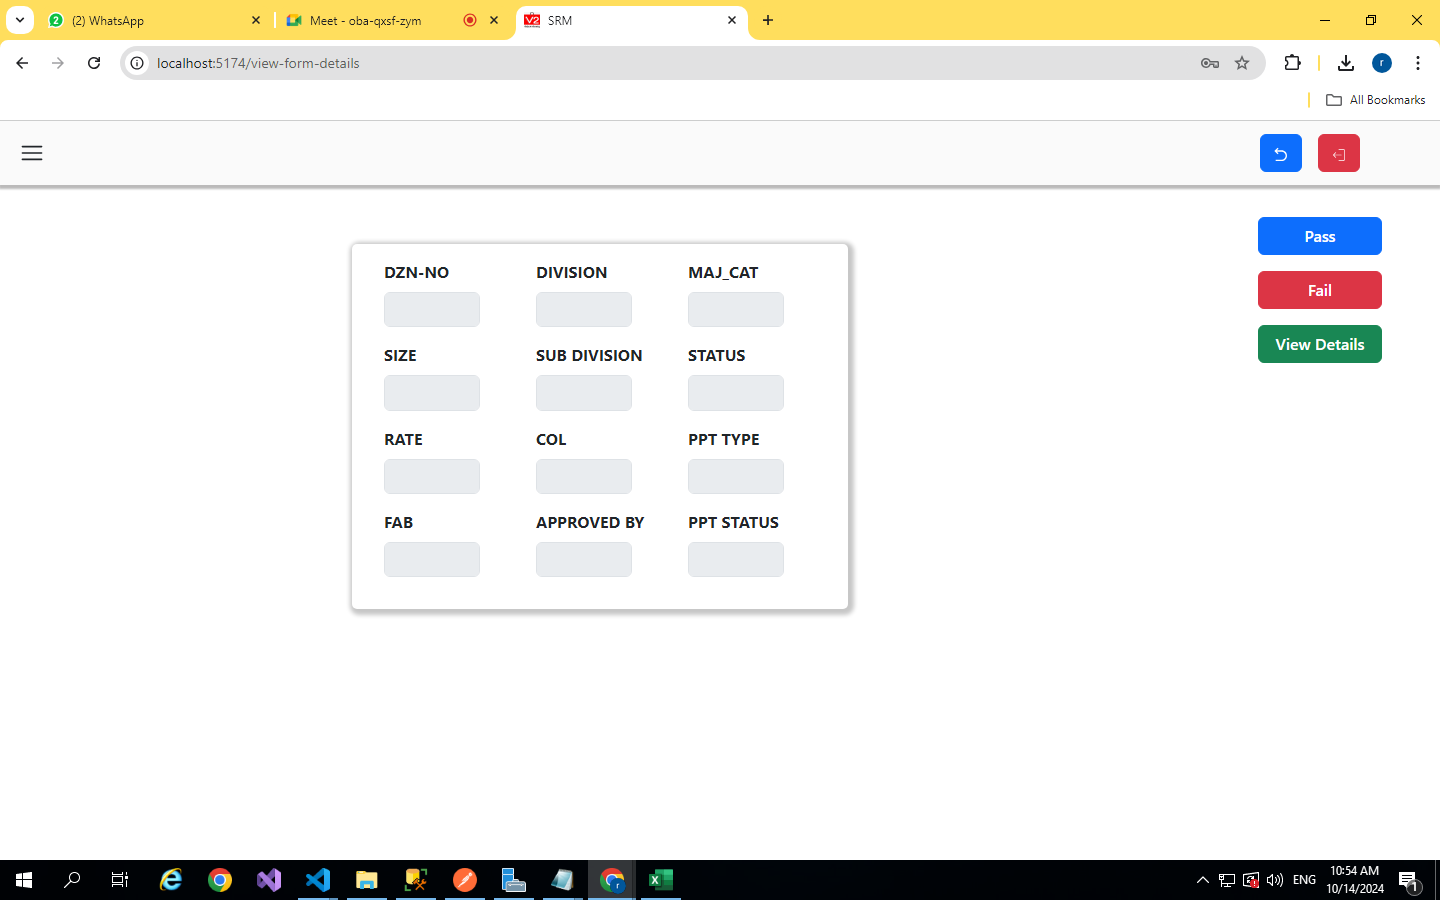 (2) WhatsApp
Meet - oba-qxsf-zym
SRM
localhost:5174/view-form-details
r
All Bookmarks
Pass
Fail
View Details
DZN-NO DIVISION MAJ_CAT
SIZE SUB DIVISION STATUS
RATE COL PPT TYPE
FAB APPROVED BY PPT STATUS
ENG
10:54 AM
10/14/2024
1